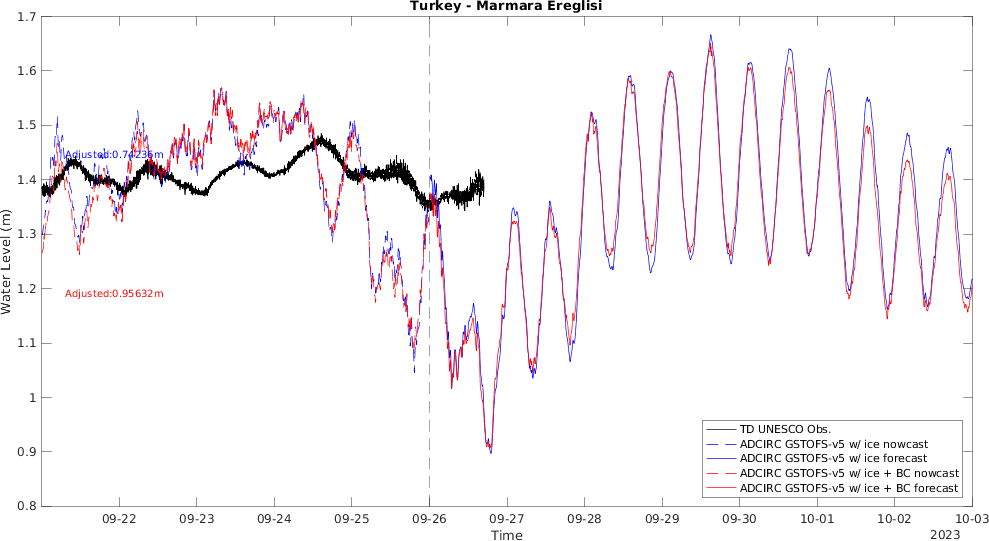 Turkey - Marmara Ereglisi
1.7
1.6
1.5
1.4
1.3
1.2
1.1
1
0.9
0.8
Water Level (m)
Adjusted:0.74236m
Adjusted:0.95632m
TD UNESCO Obs.
ADCIRC GSTOFS-v5 w/ ice nowcast
ADCIRC GSTOFS-v5 w/ ice forecast
ADCIRC GSTOFS-v5 w/ ice + BC nowcast
ADCIRC GSTOFS-v5 w/ ice + BC forecast
09-22 09-23 09-24 09-25 09-26 09-27 09-28 09-29 09-30 10-01 10-02 10-03
Time
2023